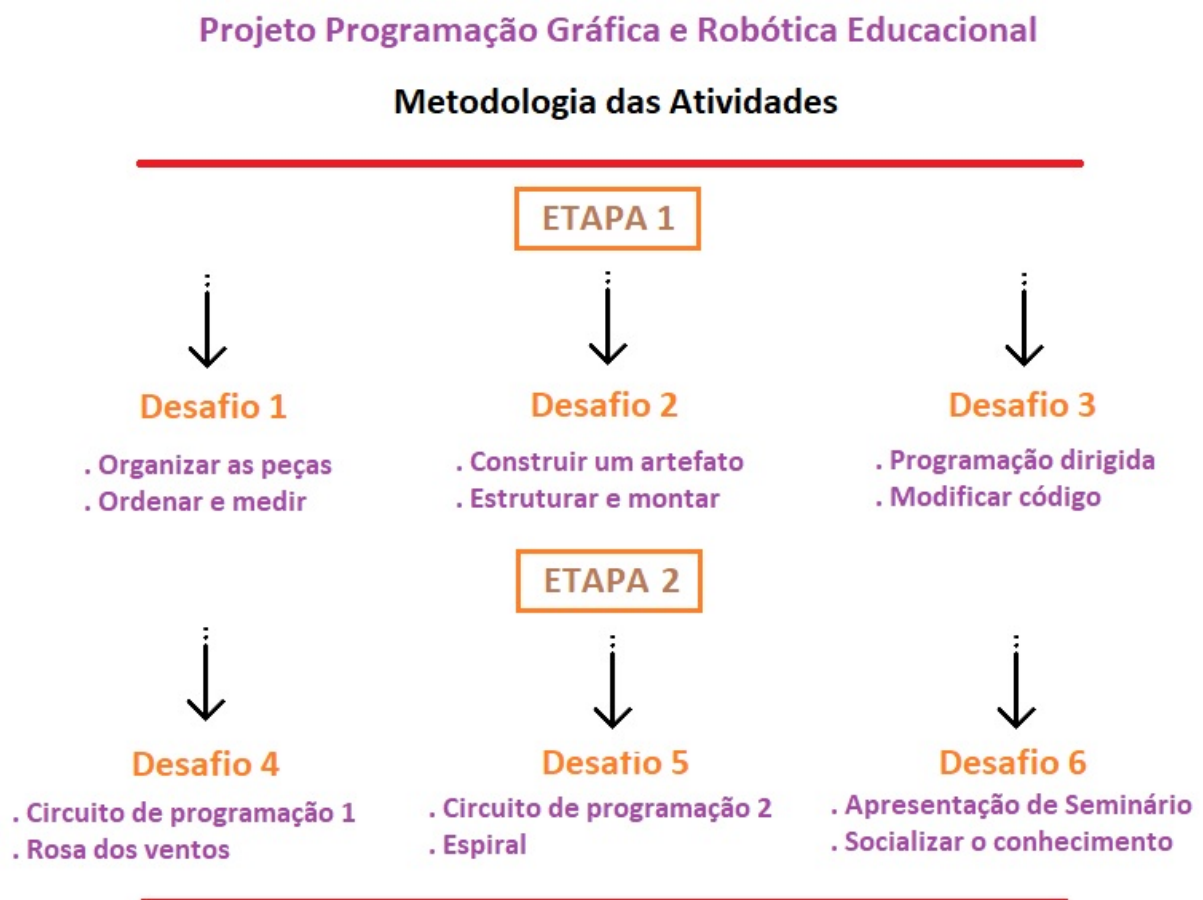 Projeto Programação Gráfica e Robótica Educacional
Metodologia das Atividades
ETAPA 1
Desafio 1
. Organizar as peças
. Ordenar e medir
Desafio 2
. Construir um artefato
. Estruturar e montar
Desafio 3
. Programação dirigida
. Modificar código
ETAPA 2
Desafio 4
. Circuito de programação 1
. Rosa dos ventos
Desafio 5
. Circuito de programação 2
. Espiral
Desafio 6
. Apresentação de Seminário
. Socializar o conhecimento